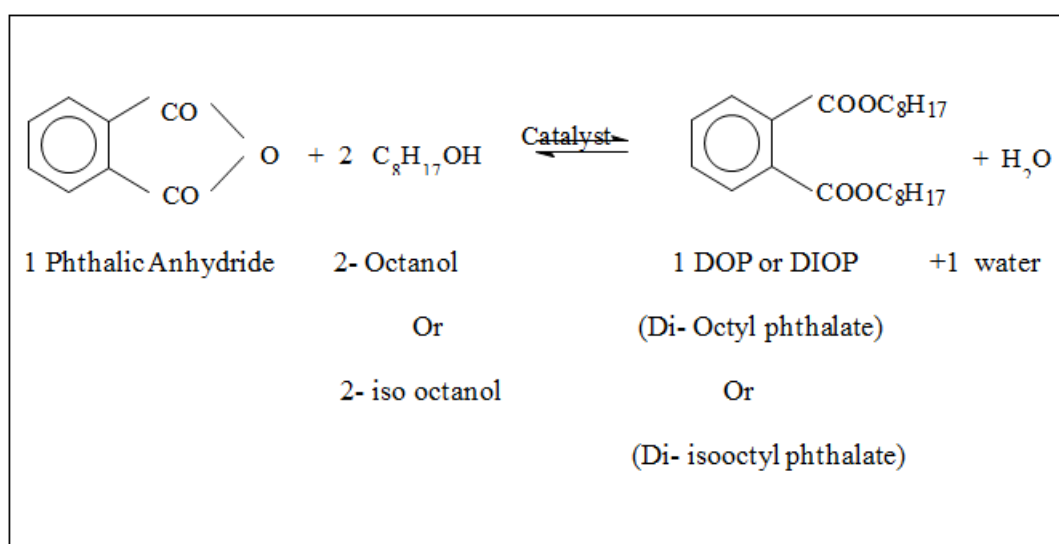 CO
COOC₈H₁₇
O + 2 C₈H₁₇OH Catalyst + H₂O
CO
COOC₈H₁₇
1 Phthalic Anhydride 2- Octanol 1 DOP or DIOP +1 water
Or (Di- Octyl phthalate)
2- iso octanol Or
(Di- isooctyl phthalate)